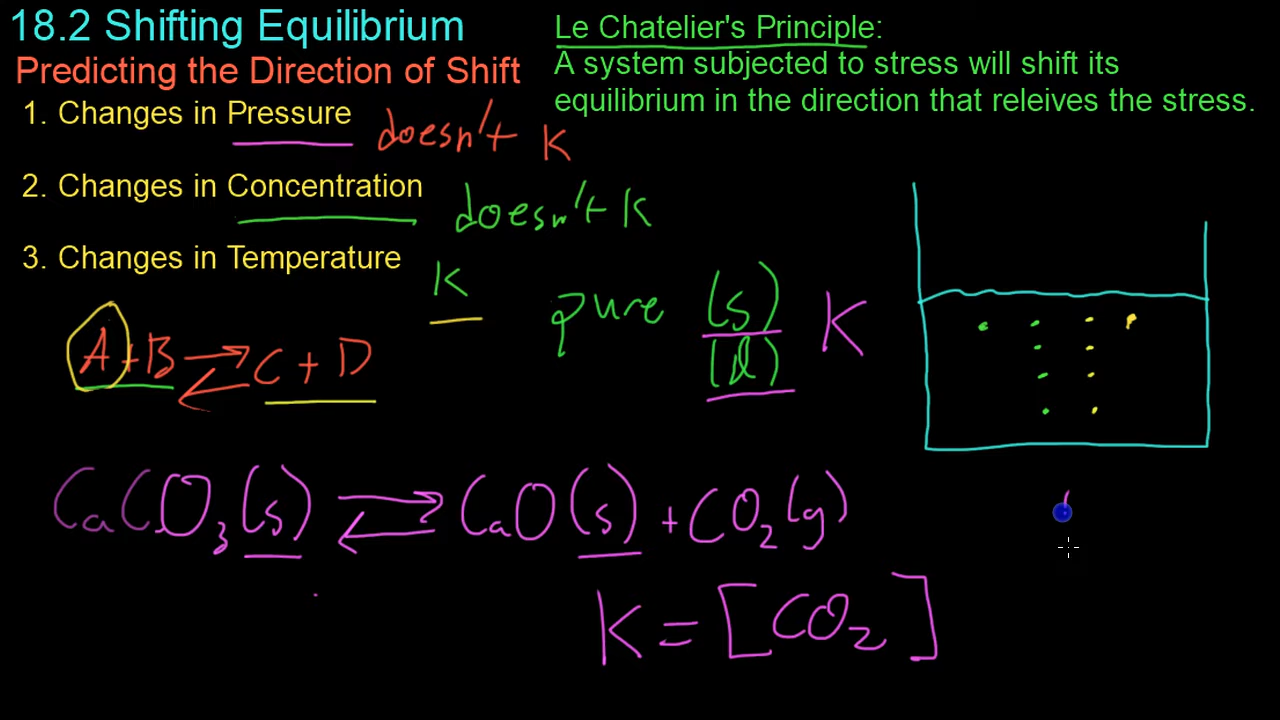 18.2 Shifting Equilibrium
Predicting the Direction of Shift
Le Chatelier's Principle:
A system subjected to stress will shift its
equilibrium in the direction that releives the stress.
1. Changes in Pressure doesn't K
2. Changes in Concentration doesn't K
3. Changes in Temperature K
pure (s) K
(l)
A + B ⇌ C + D
CaCO₃(s) ⇌ CaO(s) + CO₂(g)
K = [CO₂]